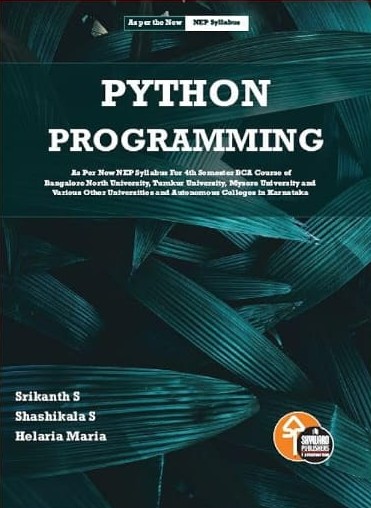 As per the New NEP Syllabus
PYTHON
PROGRAMMING
As Per New NEP Syllabus For 4th Semester BCA Course of
Bangalore North University, Tumkur University, Mysore University and
Various Other Universities and Autonomous Colleges in Karnataka
Srikanth S
Shashikala S
Helaria Maria
SKYWARD
PUBLISHERS